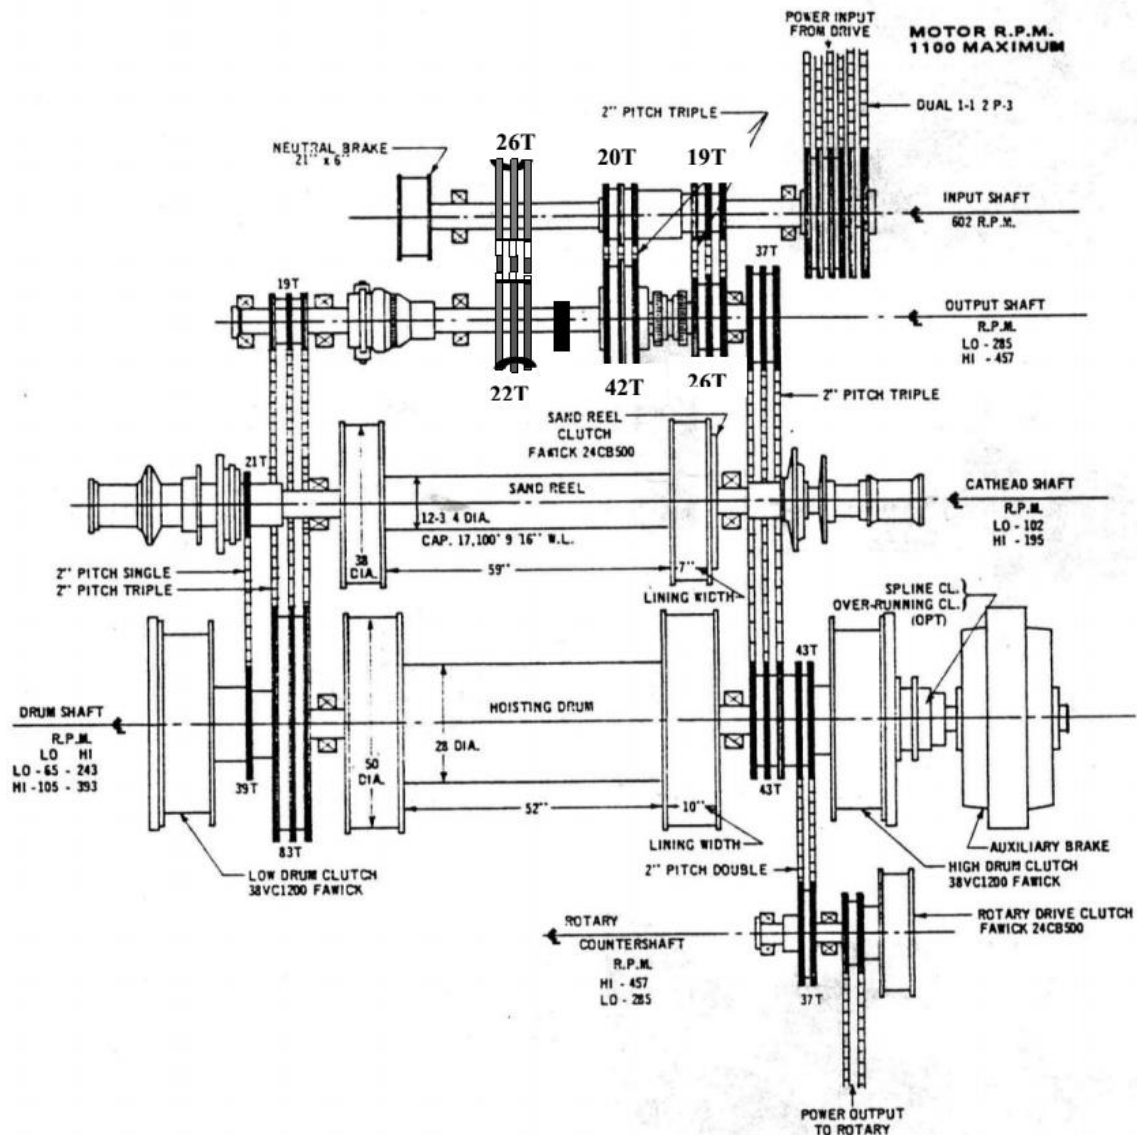 POWER INPUT
FROM DRIVE
MOTOR R.P.M.
1100 MAXIMUM
2" PITCH TRIPLE
DUAL 1-1 2 P-3
NEUTRAL BRAKE
21" x 6"
26T
20T
19T
INPUT SHAFT
602 R.P.M.
37T
19T
OUTPUT SHAFT
R.P.M.
LO - 285
HI - 457
22T
42T
26T
2" PITCH TRIPLE
SAND REEL
CLUTCH
FAWICK 24CB500
21T
SAND REEL
CATHEAD SHAFT
R.P.M.
LO - 102
HI - 195
12-3 4 DIA.
CAP. 17,100' 9 16" W.L.
38
DIA.
59"
7"
LINING WIDTH
2" PITCH SINGLE
2" PITCH TRIPLE
SPLINE CL.
OVER-RUNNING CL.
(OPT)
43T
DRUM SHAFT
R.P.M.
LO HI
LO - 65 - 243
HI - 105 - 393
HOISTING DRUM
28 DIA.
50
DIA.
39T
43T
52"
10"
LINING WIDTH
83T
AUXILIARY BRAKE
LOW DRUM CLUTCH
38VC1200 FAWICK
2" PITCH DOUBLE
HIGH DRUM CLUTCH
38VC1200 FAWICK
ROTARY
COUNTERSHAFT
R.P.M.
HI - 457
LO - 285
ROTARY DRIVE CLUTCH
FAWICK 24CB500
37T
POWER OUTPUT
TO ROTARY